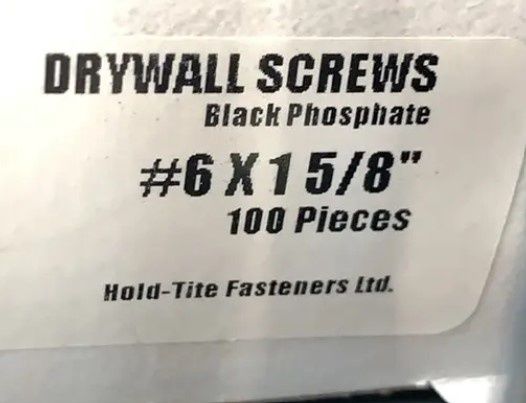 DRYWALL SCREWS
Black Phosphate
#6 X 1 5/8"
100 Pieces
Hold-Tite Fasteners Ltd.